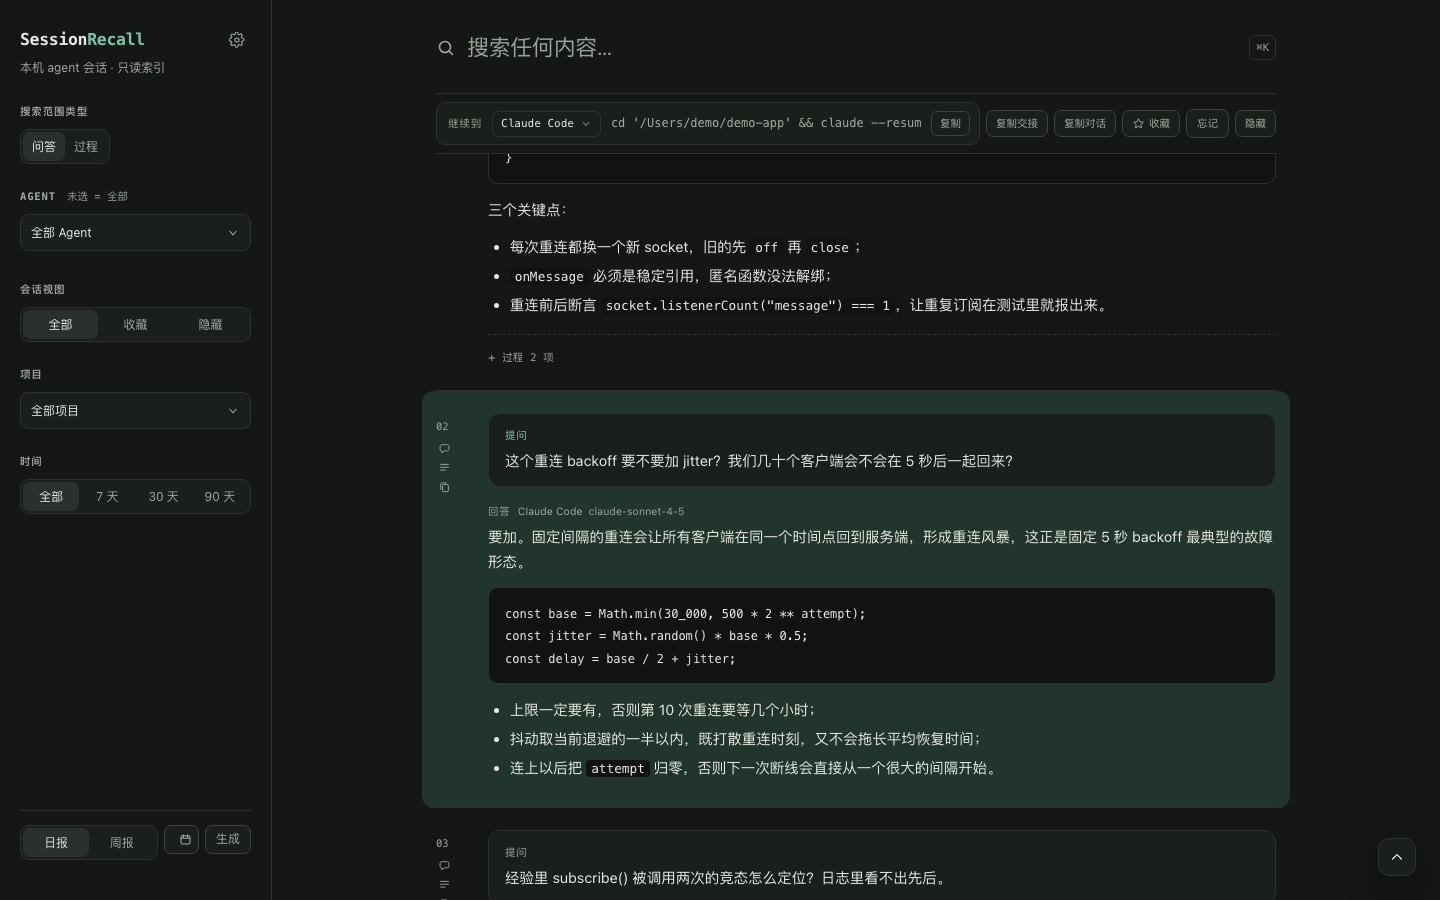 SessionRecall
本机 agent 会话 · 只读索引
搜索范围类型
问答 过程
AGENT 未选 = 全部
全部 Agent
会话视图
全部 收藏 隐藏
项目
全部项目
时间
全部 7 天 30 天 90 天
日报 周报 生成
搜索任何内容... ⌘K
继续到 Claude Code cd '/Users/demo/demo-app' && claude --resum 复制 复制交接 复制对话 收藏 忘记 隐藏
}
三个关键点：
• 每次重连都换一个新 socket，旧的先 off 再 close；
• onMessage 必须是稳定引用，匿名函数没法解绑；
• 重连前后断言 socket.listenerCount("message") === 1，让重复订阅在测试里就报出来。
+ 过程 2 项
02
提问
这个重连 backoff 要不要加 jitter？我们几十个客户端会不会在 5 秒后一起回来？
回答 Claude Code claude-sonnet-4-5
要加。固定间隔的重连会让所有客户端在同一个时间点回到服务端，形成重连风暴，这正是固定 5 秒 backoff 最典型的故障
形态。
const base = Math.min(30_000, 500 * 2 ** attempt);
const jitter = Math.random() * base * 0.5;
const delay = base / 2 + jitter;
• 上限一定要有，否则第 10 次重连要等几个小时；
• 抖动取当前退避的一半以内，既打散重连时刻，又不会拖长平均恢复时间；
• 连上以后把 attempt 归零，否则下一次断线会直接从一个很大的间隔开始。
03
提问
经验里 subscribe() 被调用两次的竞态怎么定位？日志里看不出先后。